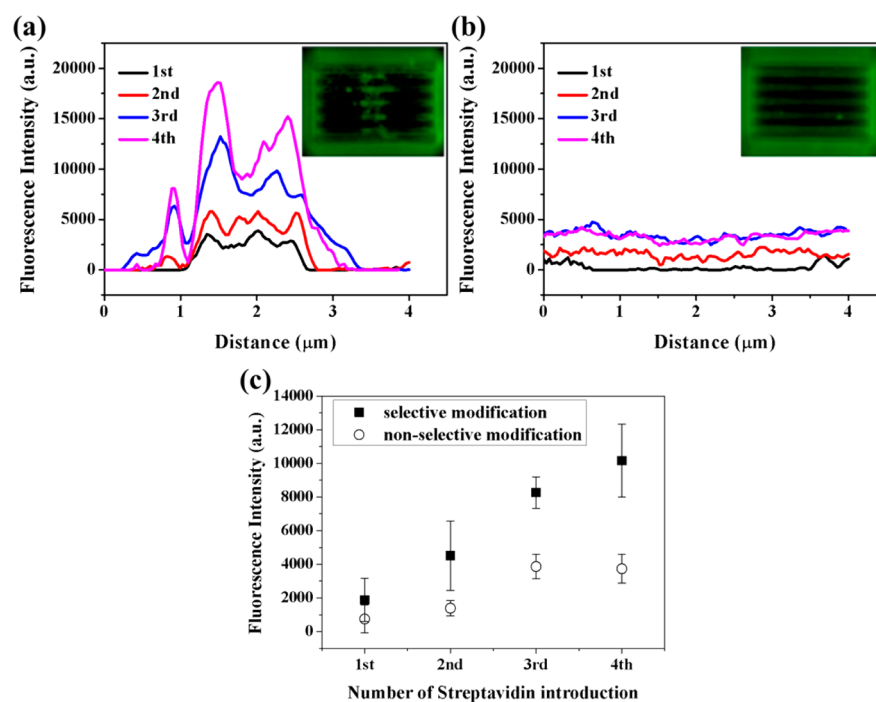 (a)
Fluorescence Intensity (a.u.)
20000
15000
10000
5000
0
1st
2nd
3rd
4th
0
1
2
3
4
Distance (μm)
(b)
Fluorescence Intensity (a.u.)
20000
15000
10000
5000
0
1st
2nd
3rd
4th
0
1
2
3
4
Distance (μm)
(c)
Fluorescence Intensity (a.u.)
14000
12000
10000
8000
6000
4000
2000
0
selective modification
non-selective modification
1st
2nd
3rd
4th
Number of Streptavidin introduction